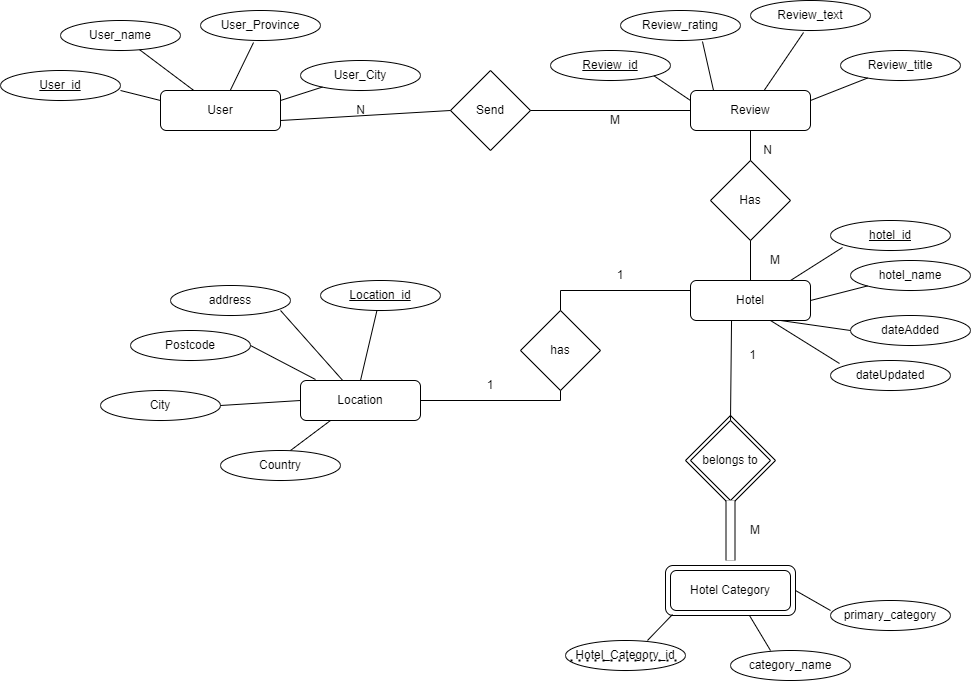 Review_text
User_Province
Review_rating
User_name
Review_title
Review_id
User_City
User_id
User
N
Send
M
Review
N
Has
hotel_id
M
1
hotel_name
Location_id
address
Hotel
dateAdded
Postcode
has
1
dateUpdated
1
Location
City
Country
belongs to
M
Hotel Category
primary_category
Hotel_Category_id
category_name